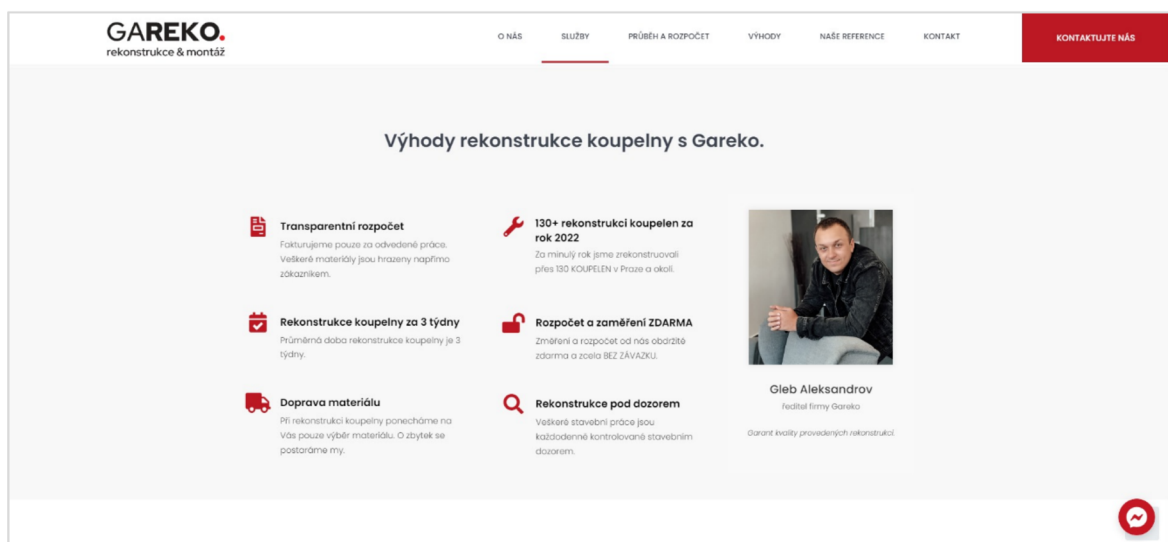 GAREKO.
rekonstrukce & montáž
O NÁS
SLUŽBY
PRŮBĚH A ROZPOČET
VÝHODY
NAŠE REFERENCE
KONTAKT
KONTAKTUJTE NÁS
Výhody rekonstrukce koupelny s Gareko.
Transparentní rozpočet
Fakturujeme pouze za odvedené práce.
Veškeré materiály jsou hrazeny napřímo
zákazníkem.
130+ rekonstrukcí koupelen za
rok 2022
Za minulý rok jsme zrekonstruovali
přes 130 KOUPELEN v Praze a okolí.
Rekonstrukce koupelny za 3 týdny
Průměrná doba rekonstrukce koupelny je 3
týdny.
Rozpočet a zaměření ZDARMA
Změření a rozpočet od nás obdržíte
zdarma a zcela BEZ ZÁVAZKU.
Doprava materiálu
Při rekonstrukci koupelny ponecháme na
Vás pouze výběr materiálu. O zbytek se
postaráme my.
Rekonstrukce pod dozorem
Veškeré stavební práce jsou
každodenně kontrolované stavebním
dozorem.
Gleb Aleksandrov
ředitel firmy Gareko
Garant kvality provedených rekonstrukcí.